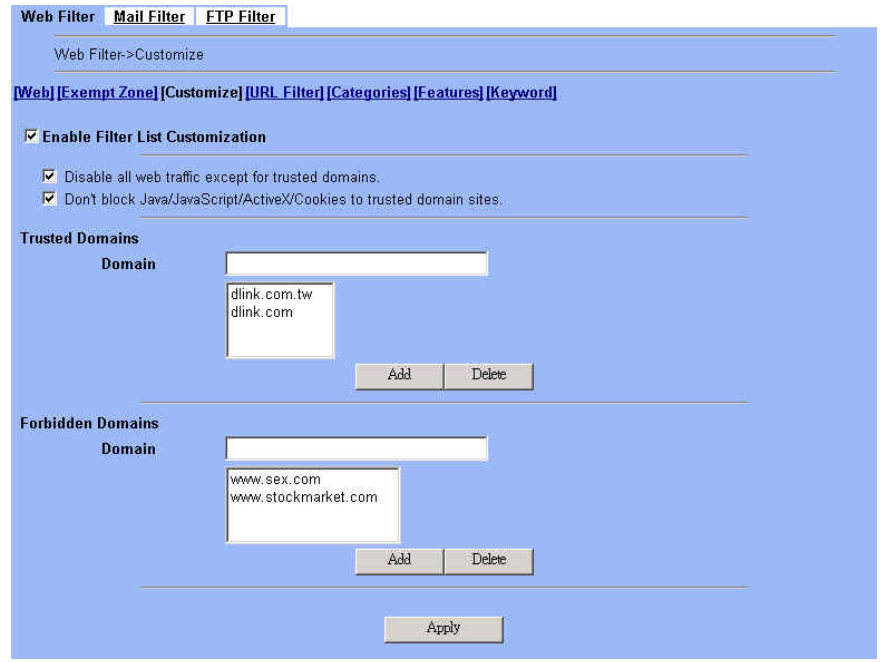 Web Filter Mail Filter FTP Filter
Web Filter->Customize
[Web] [Exempt Zone] [Customize] [URL Filter] [Categories] [Features] [Keyword]
Enable Filter List Customization
Disable all web traffic except for trusted domains.
Don't block Java/JavaScript/ActiveX/Cookies to trusted domain sites.
Trusted Domains
Domain
dlink.com.tw
dlink.com
Add Delete
Forbidden Domains
Domain
www.sex.com
www.stockmarket.com
Add Delete
Apply